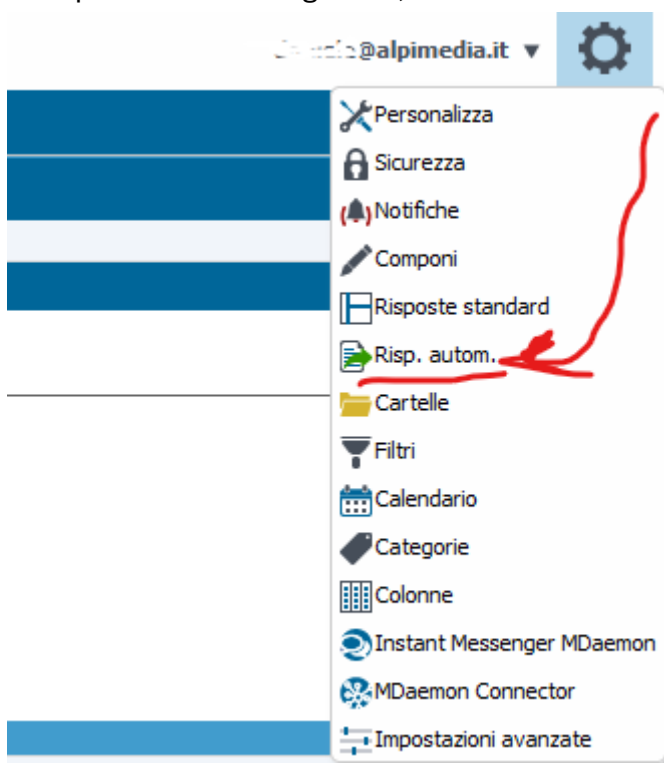 @alpimedia.it ▼
Personalizza
Sicurezza
Notifiche
Componi
Risposte standard
Risp. autom.
Cartelle
Filtri
Calendario
Categorie
Colonne
Instant Messenger MDaemon
MDaemon Connector
Impostazioni avanzate